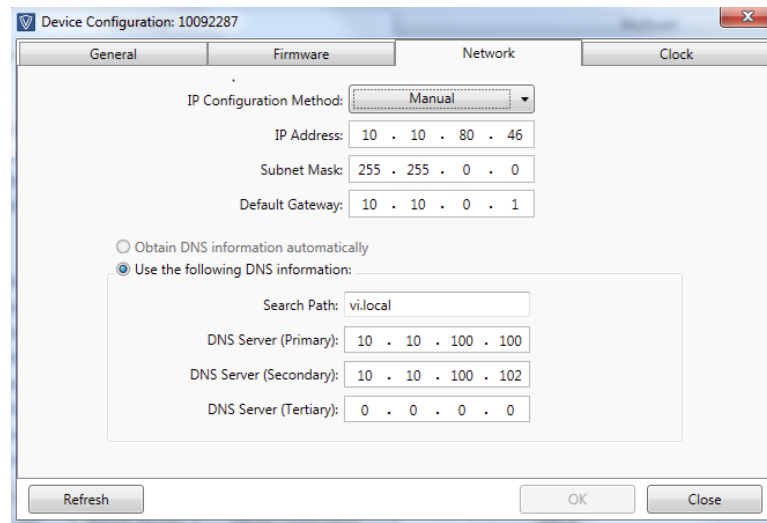 Device Configuration: 10092287
General Firmware Network Clock
IP Configuration Method: Manual
IP Address: 10 . 10 . 80 . 46
Subnet Mask: 255 . 255 . 0 . 0
Default Gateway: 10 . 10 . 0 . 1
Obtain DNS information automatically
Use the following DNS information:
Search Path: vi.local
DNS Server (Primary): 10 . 10 . 100 . 100
DNS Server (Secondary): 10 . 10 . 100 . 102
DNS Server (Tertiary): 0 . 0 . 0 . 0
Refresh OK Close